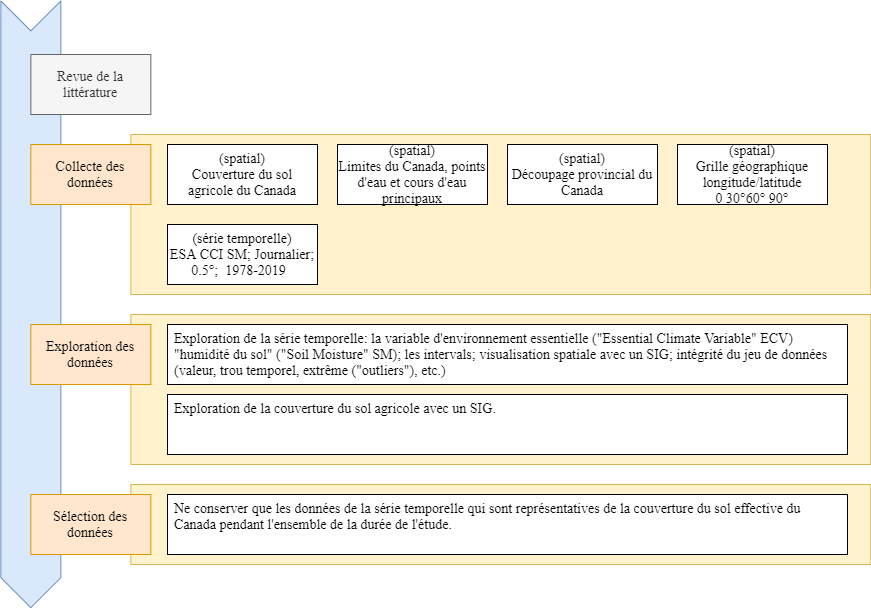 Revue de la
littérature
Collecte des
données
(spatial)
Couverture du sol
agricole du Canada
(spatial)
Limites du Canada, points
d'eau et cours d'eau
principaux
(spatial)
Découpage provincial du
Canada
(spatial)
Grille géographique
longitude/latitude
0 30°60° 90°
(série temporelle)
ESA CCI SM; Journalier;
0.5°;  1978-2019
Exploration des
données
Exploration de la série temporelle: la variable d'environnement essentielle ("Essential Climate Variable" ECV)
"humidité du sol" ("Soil Moisture" SM); les intervals; visualisation spatiale avec un SIG; intégrité du jeu de données
(valeur, trou temporel, extrême ("outliers"), etc.)
Exploration de la couverture du sol agricole avec un SIG.
Sélection des
données
Ne conserver que les données de la série temporelle qui sont représentatives de la couverture du sol effective du
Canada pendant l'ensemble de la durée de l'étude.